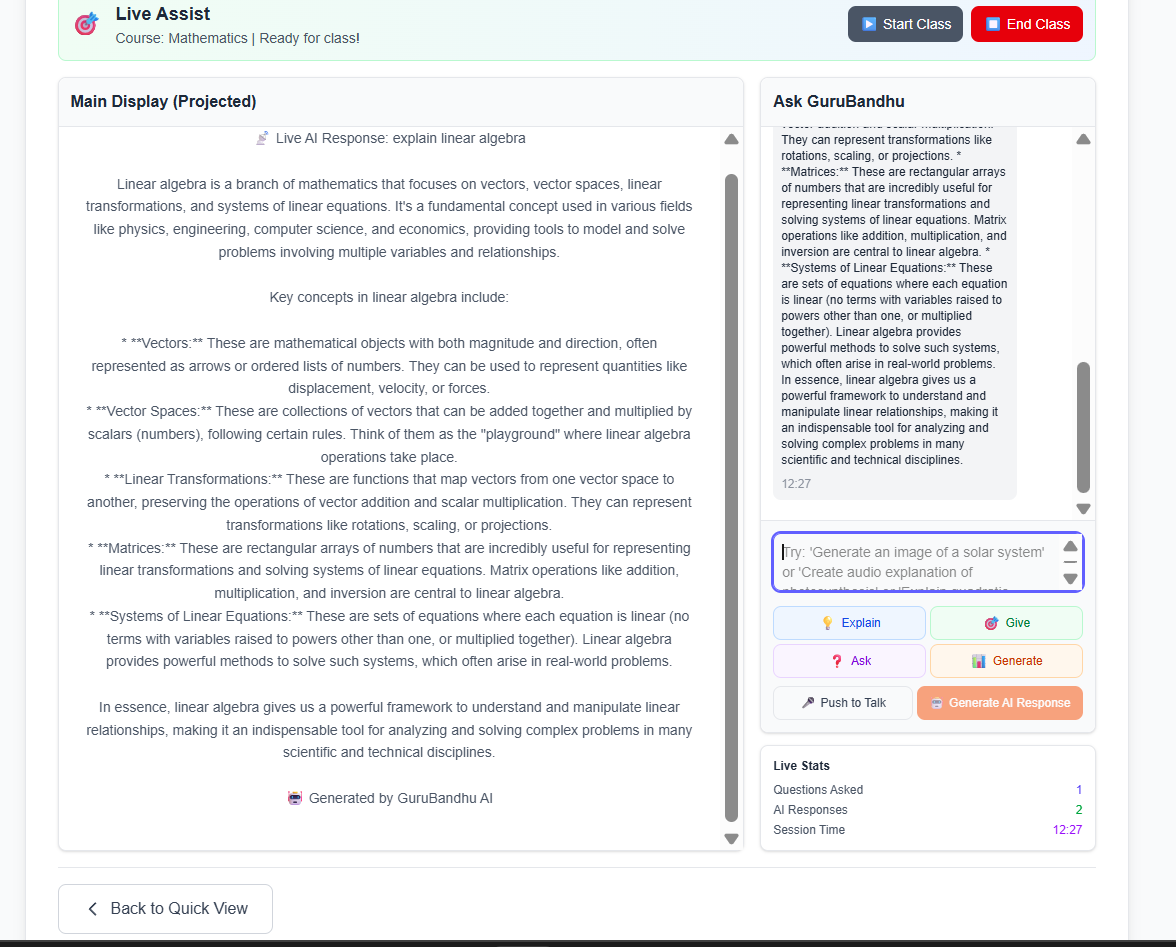 Live Assist
Course: Mathematics | Ready for class!
Start Class
End Class
Main Display (Projected)
Live AI Response: explain linear algebra
Linear algebra is a branch of mathematics that focuses on vectors, vector spaces, linear
transformations, and systems of linear equations. It's a fundamental concept used in various fields
like physics, engineering, computer science, and economics, providing tools to model and solve
problems involving multiple variables and relationships.
Key concepts in linear algebra include:
* **Vectors:** These are mathematical objects with both magnitude and direction, often
represented as arrows or ordered lists of numbers. They can be used to represent quantities like
displacement, velocity, or forces.
* **Vector Spaces:** These are collections of vectors that can be added together and multiplied by
scalars (numbers), following certain rules. Think of them as the "playground" where linear algebra
operations take place.
* **Linear Transformations:** These are functions that map vectors from one vector space to
another, preserving the operations of vector addition and scalar multiplication. They can represent
transformations like rotations, scaling, or projections.
* **Matrices:** These are rectangular arrays of numbers that are incredibly useful for representing
linear transformations and solving systems of linear equations. Matrix operations like addition,
multiplication, and inversion are central to linear algebra.
* **Systems of Linear Equations:** These are sets of equations where each equation is linear (no
terms with variables raised to powers other than one, or multiplied together). Linear algebra
provides powerful methods to solve such systems, which often arise in real-world problems.
In essence, linear algebra gives us a powerful framework to understand and manipulate linear
relationships, making it an indispensable tool for analyzing and solving complex problems in many
scientific and technical disciplines.
Generated by GuruBandhu AI
Ask GuruBandhu
vector addition and scalar multiplication.
They can represent transformations like
rotations, scaling, or projections. *
**Matrices:** These are rectangular arrays
of numbers that are incredibly useful for
representing linear transformations and
solving systems of linear equations. Matrix
operations like addition, multiplication, and
inversion are central to linear algebra. *
**Systems of Linear Equations:** These
are sets of equations where each equation
is linear (no terms with variables raised to
powers other than one, or multiplied
together). Linear algebra provides
powerful methods to solve such systems,
which often arise in real-world problems.
In essence, linear algebra gives us a
powerful framework to understand and
manipulate linear relationships, making it
an indispensable tool for analyzing and
solving complex problems in many
scientific and technical disciplines.
12:27
Try: 'Generate an image of a solar system'
or 'Create audio explanation of
photosynthesis' or 'Explain quadratic
Explain
Give
Ask
Generate
Push to Talk
Generate AI Response
Live Stats
Questions Asked 1
AI Responses 2
Session Time 12:27
Back to Quick View